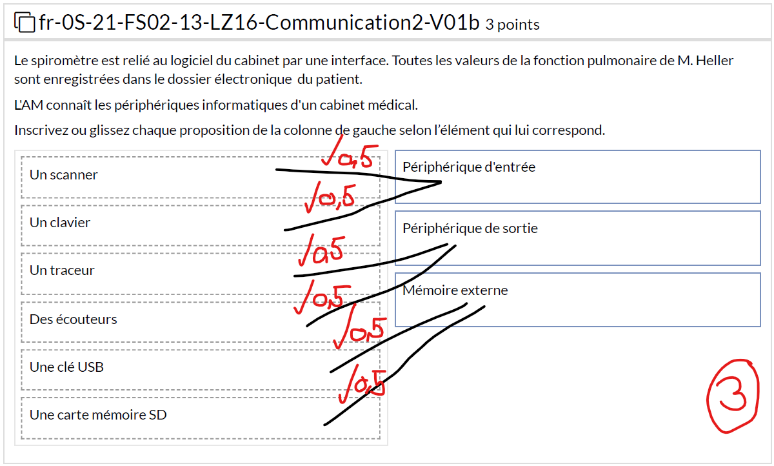 fr-0S-21-FS02-13-LZ16-Communication2-V01b 3 points
Le spiromètre est relié au logiciel du cabinet par une interface. Toutes les valeurs de la fonction pulmonaire de M. Heller
sont enregistrées dans le dossier électronique du patient.
L'AM connaît les périphériques informatiques d'un cabinet médical.
Inscrivez ou glissez chaque proposition de la colonne de gauche selon l'élément qui lui correspond.
√0,5
Un scanner
Périphérique d'entrée
√0,5
Un clavier
Périphérique de sortie
√0,5
Un traceur
Mémoire externe
√0,5
Des écouteurs
√0,5
Une clé USB
√0,5
Une carte mémoire SD
3